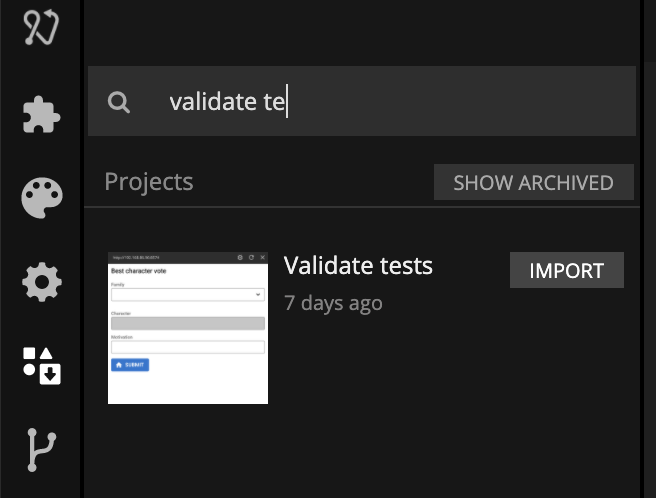 validate te
Projects
SHOW ARCHIVED
Best character vote
Family
Character
Motivation
SUBMIT
Validate tests
7 days ago
IMPORT